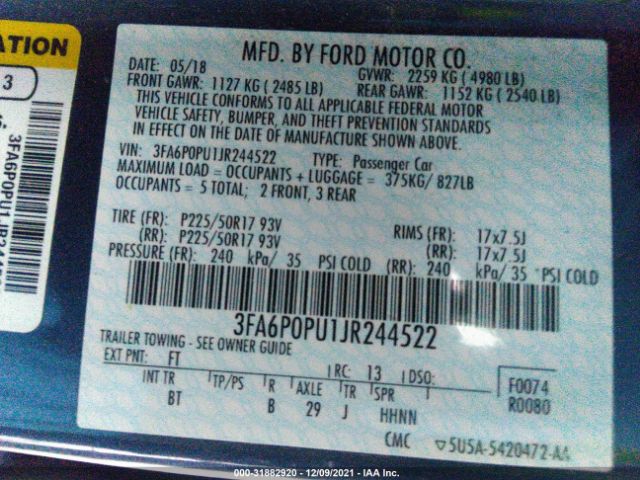 ATION
3
3FA6P0PU1JR244522
MFD. BY FORD MOTOR CO.
DATE: 05/18 GVWR: 2259 KG ( 4980 LB)
FRONT GAWR: 1127 KG ( 2485 LB) REAR GAWR: 1152 KG ( 2540 LB)
THIS VEHICLE CONFORMS TO ALL APPLICABLE FEDERAL MOTOR
VEHICLE SAFETY, BUMPER, AND THEFT PREVENTION STANDARDS
IN EFFECT ON THE DATE OF MANUFACTURE SHOWN ABOVE.
VIN: 3FA6P0PU1JR244522 TYPE: Passenger Car
MAXIMUM LOAD = OCCUPANTS + LUGGAGE = 375KG/ 827LB
OCCUPANTS = 5 TOTAL; 2 FRONT, 3 REAR
TIRE (FR): P225/50R17 93V RIMS (FR): 17x7.5J
(RR): P225/50R17 93V (RR): 17x7.5J
PRESSURE (FR): 240 kPa/ 35 PSI COLD (RR): 240 kPa/ 35 PSI COLD
3FA6P0PU1JR244522
TRAILER TOWING - SEE OWNER GUIDE
EXT PNT: FT RC: 13 DSO: F0074
INT TR TP/PS R AXLE TR SPR R0080
BT B 29 J HHNN
CMC 5U5A-5420472-AA
000-31882920 - 12/09/2021 - IAA Inc.